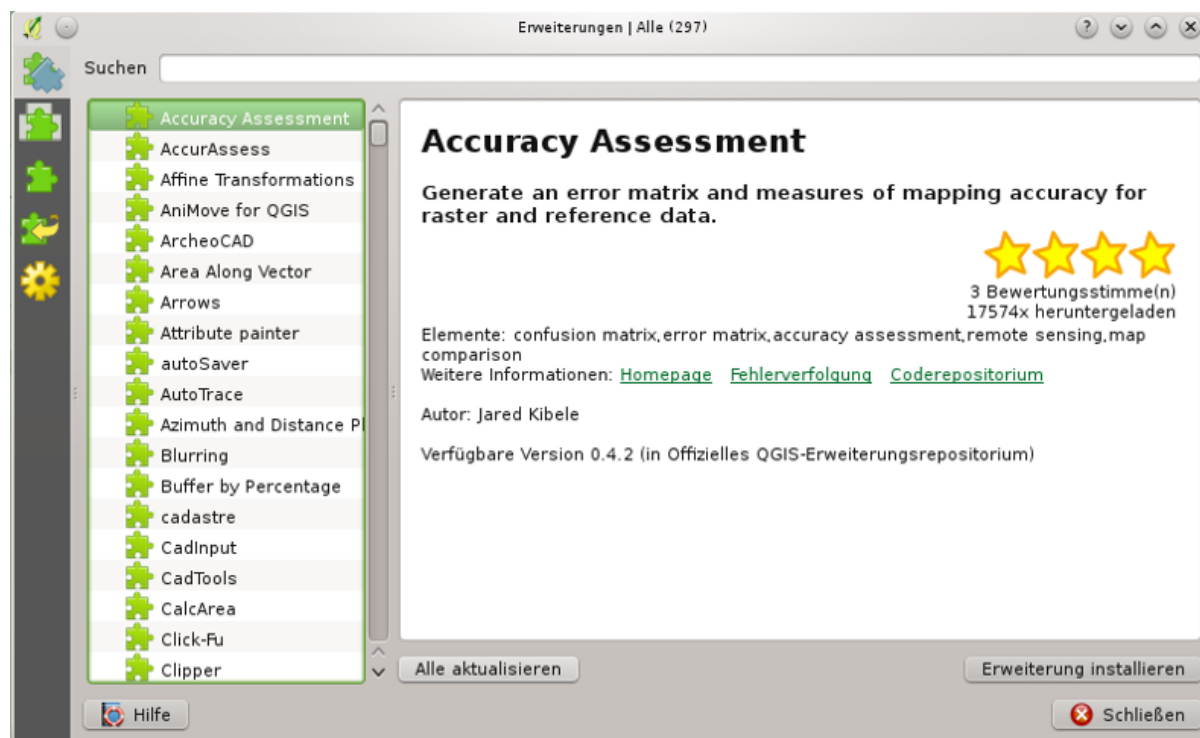 Erweiterungen | Alle (297)
Suchen
Accuracy Assessment
AccurAssess
Affine Transformations
AniMove for QGIS
ArcheoCAD
Area Along Vector
Arrows
Attribute painter
autoSaver
AutoTrace
Azimuth and Distance Pl
Blurring
Buffer by Percentage
cadastre
CadInput
CadTools
CalcArea
Click-Fu
Clipper
Accuracy Assessment
Generate an error matrix and measures of mapping accuracy for
raster and reference data.
3 Bewertungsstimme(n)
17574x heruntergeladen
Elemente: confusion matrix,error matrix,accuracy assessment,remote sensing,map
comparison
Weitere Informationen: Homepage Fehlerverfolgung Coderepositorium
Autor: Jared Kibele
Verfügbare Version 0.4.2 (in Offizielles QGIS-Erweiterungsrepositorium)
Alle aktualisieren
Erweiterung installieren
Hilfe
Schließen